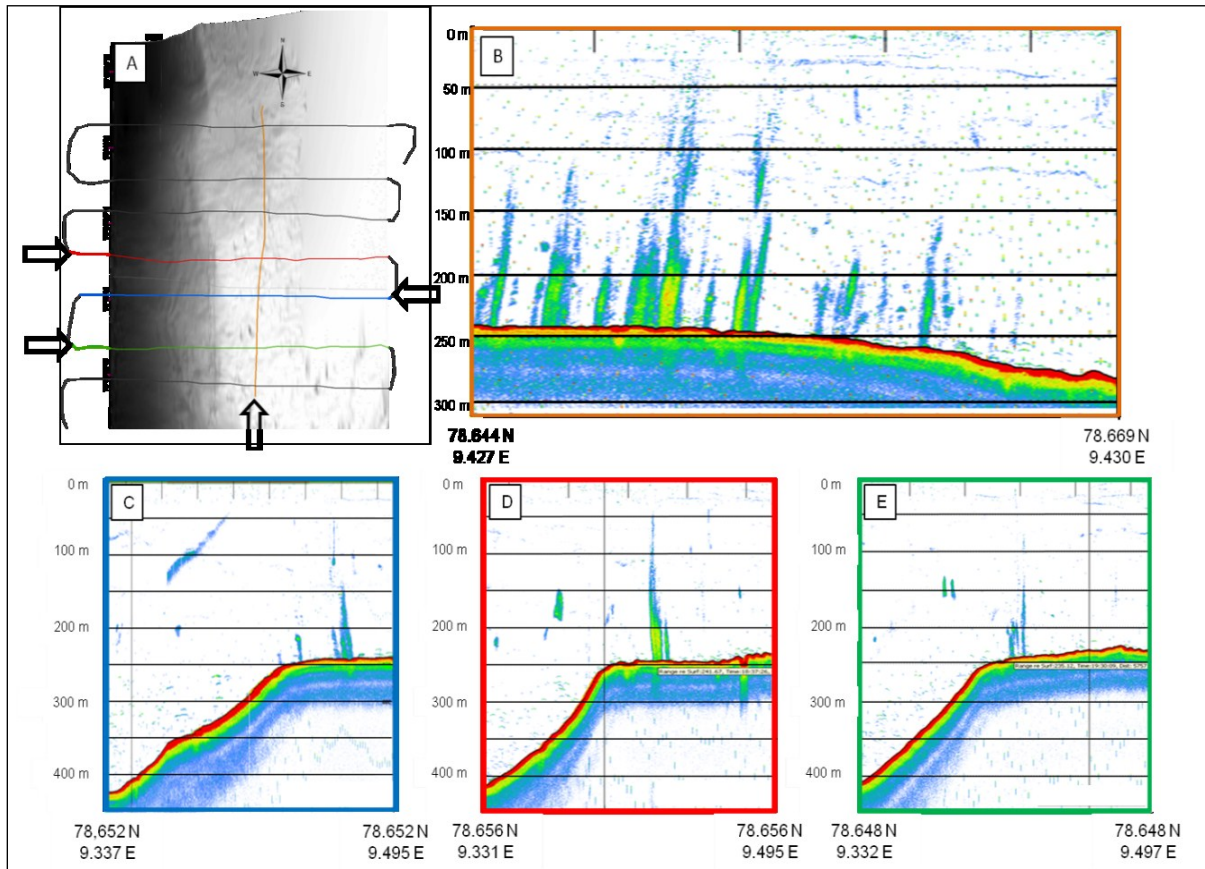 A
N
W E
S
B
0 m
50 m
100 m
150 m
200 m
250 m
300 m
78.644 N
9.427 E
78.669 N
9.430 E
C
0 m
100 m
200 m
300 m
400 m
78.652 N
9.337 E
78.652 N
9.495 E
D
0 m
100 m
200 m
300 m
400 m
78.656 N
9.331 E
78.656 N
9.495 E
E
0 m
100 m
200 m
300 m
400 m
78.648 N
9.332 E
78.648 N
9.497 E